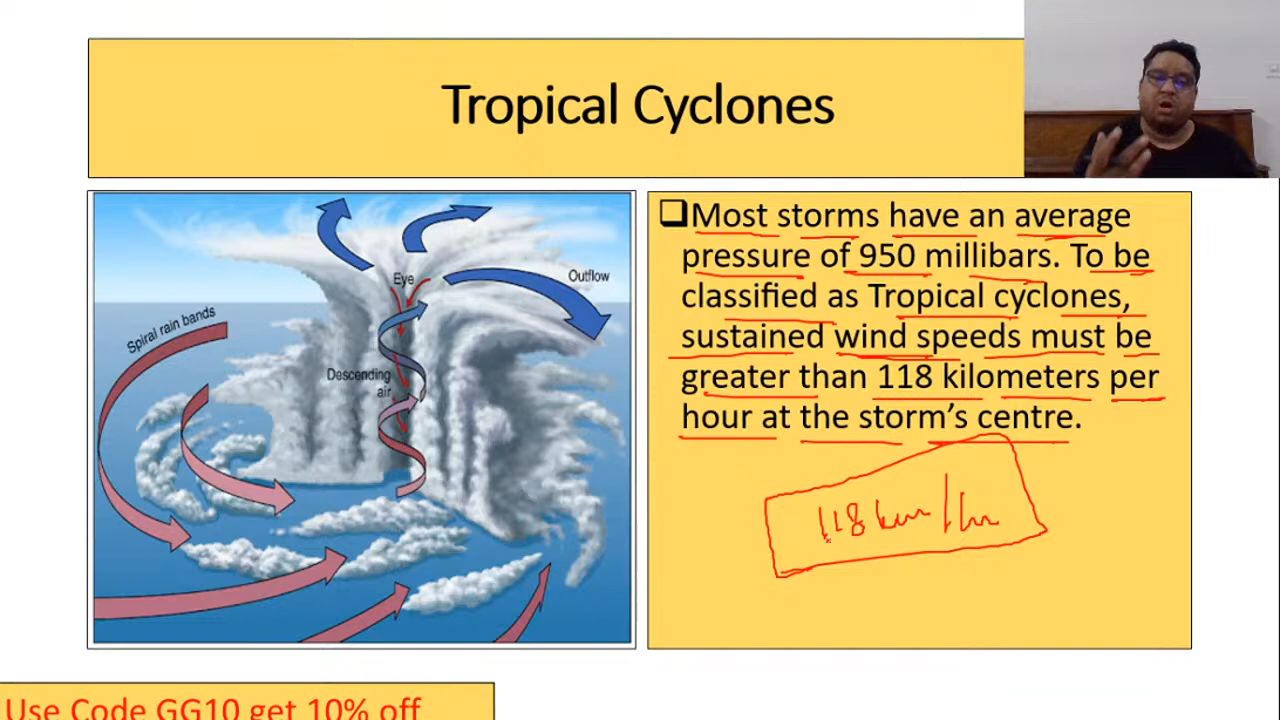 Tropical Cyclones
Spiral rain bands
Eye
Outflow
Descending
air
Most storms have an average
pressure of 950 millibars. To be
classified as Tropical cyclones,
sustained wind speeds must be
greater than 118 kilometers per
hour at the storm's centre.
118 km/hr
Use Code GG10 get 10% off